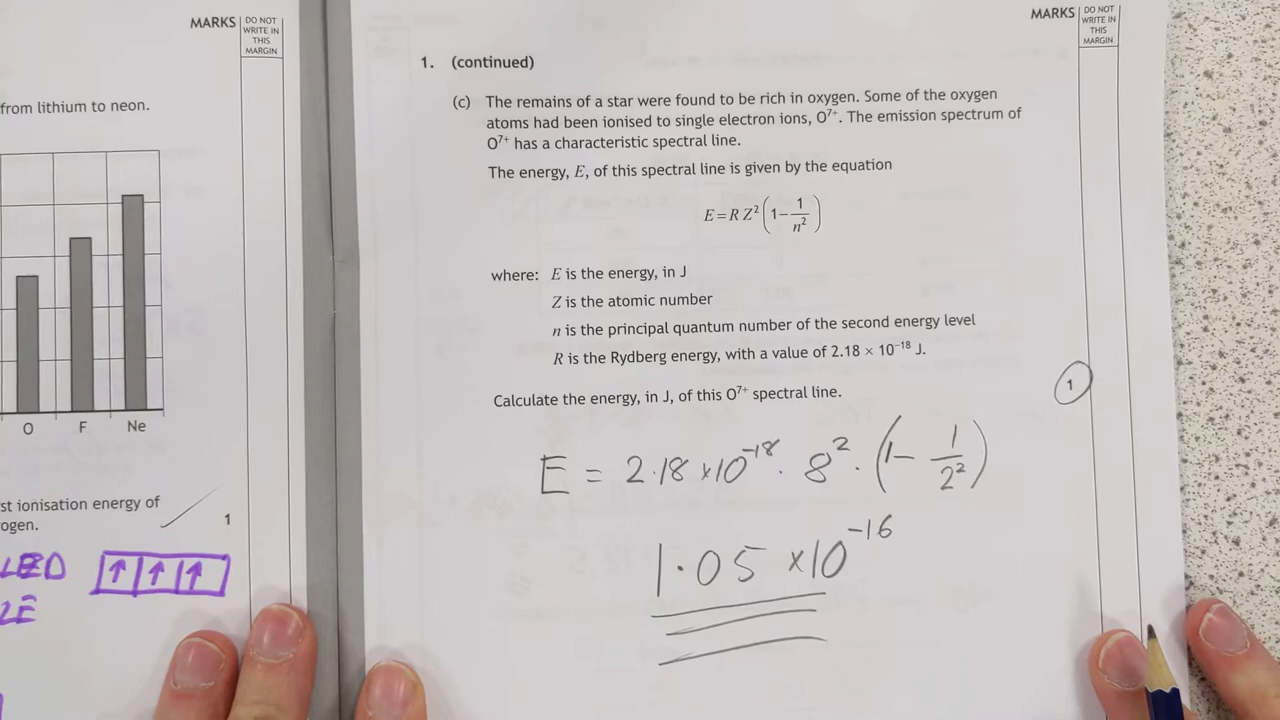 MARKS
DO NOT
WRITE IN
THIS
MARGIN
from lithium to neon.
O F Ne
st ionisation energy of
ogen.
1
MARKS
DO NOT
WRITE IN
THIS
MARGIN
1. (continued)
(c) The remains of a star were found to be rich in oxygen. Some of the oxygen
atoms had been ionised to single electron ions, O⁷⁺. The emission spectrum of
O⁷⁺ has a characteristic spectral line.
The energy, E, of this spectral line is given by the equation
E=RZ²(1−1/n²)
where: E is the energy, in J
Z is the atomic number
n is the principal quantum number of the second energy level
R is the Rydberg energy, with a value of 2.18 × 10⁻¹⁸ J.
Calculate the energy, in J, of this O⁷⁺ spectral line.
1
E = 2.18 ×10⁻¹⁸ . 8² . (1− 1/2²)
1.05 ×10⁻¹⁶